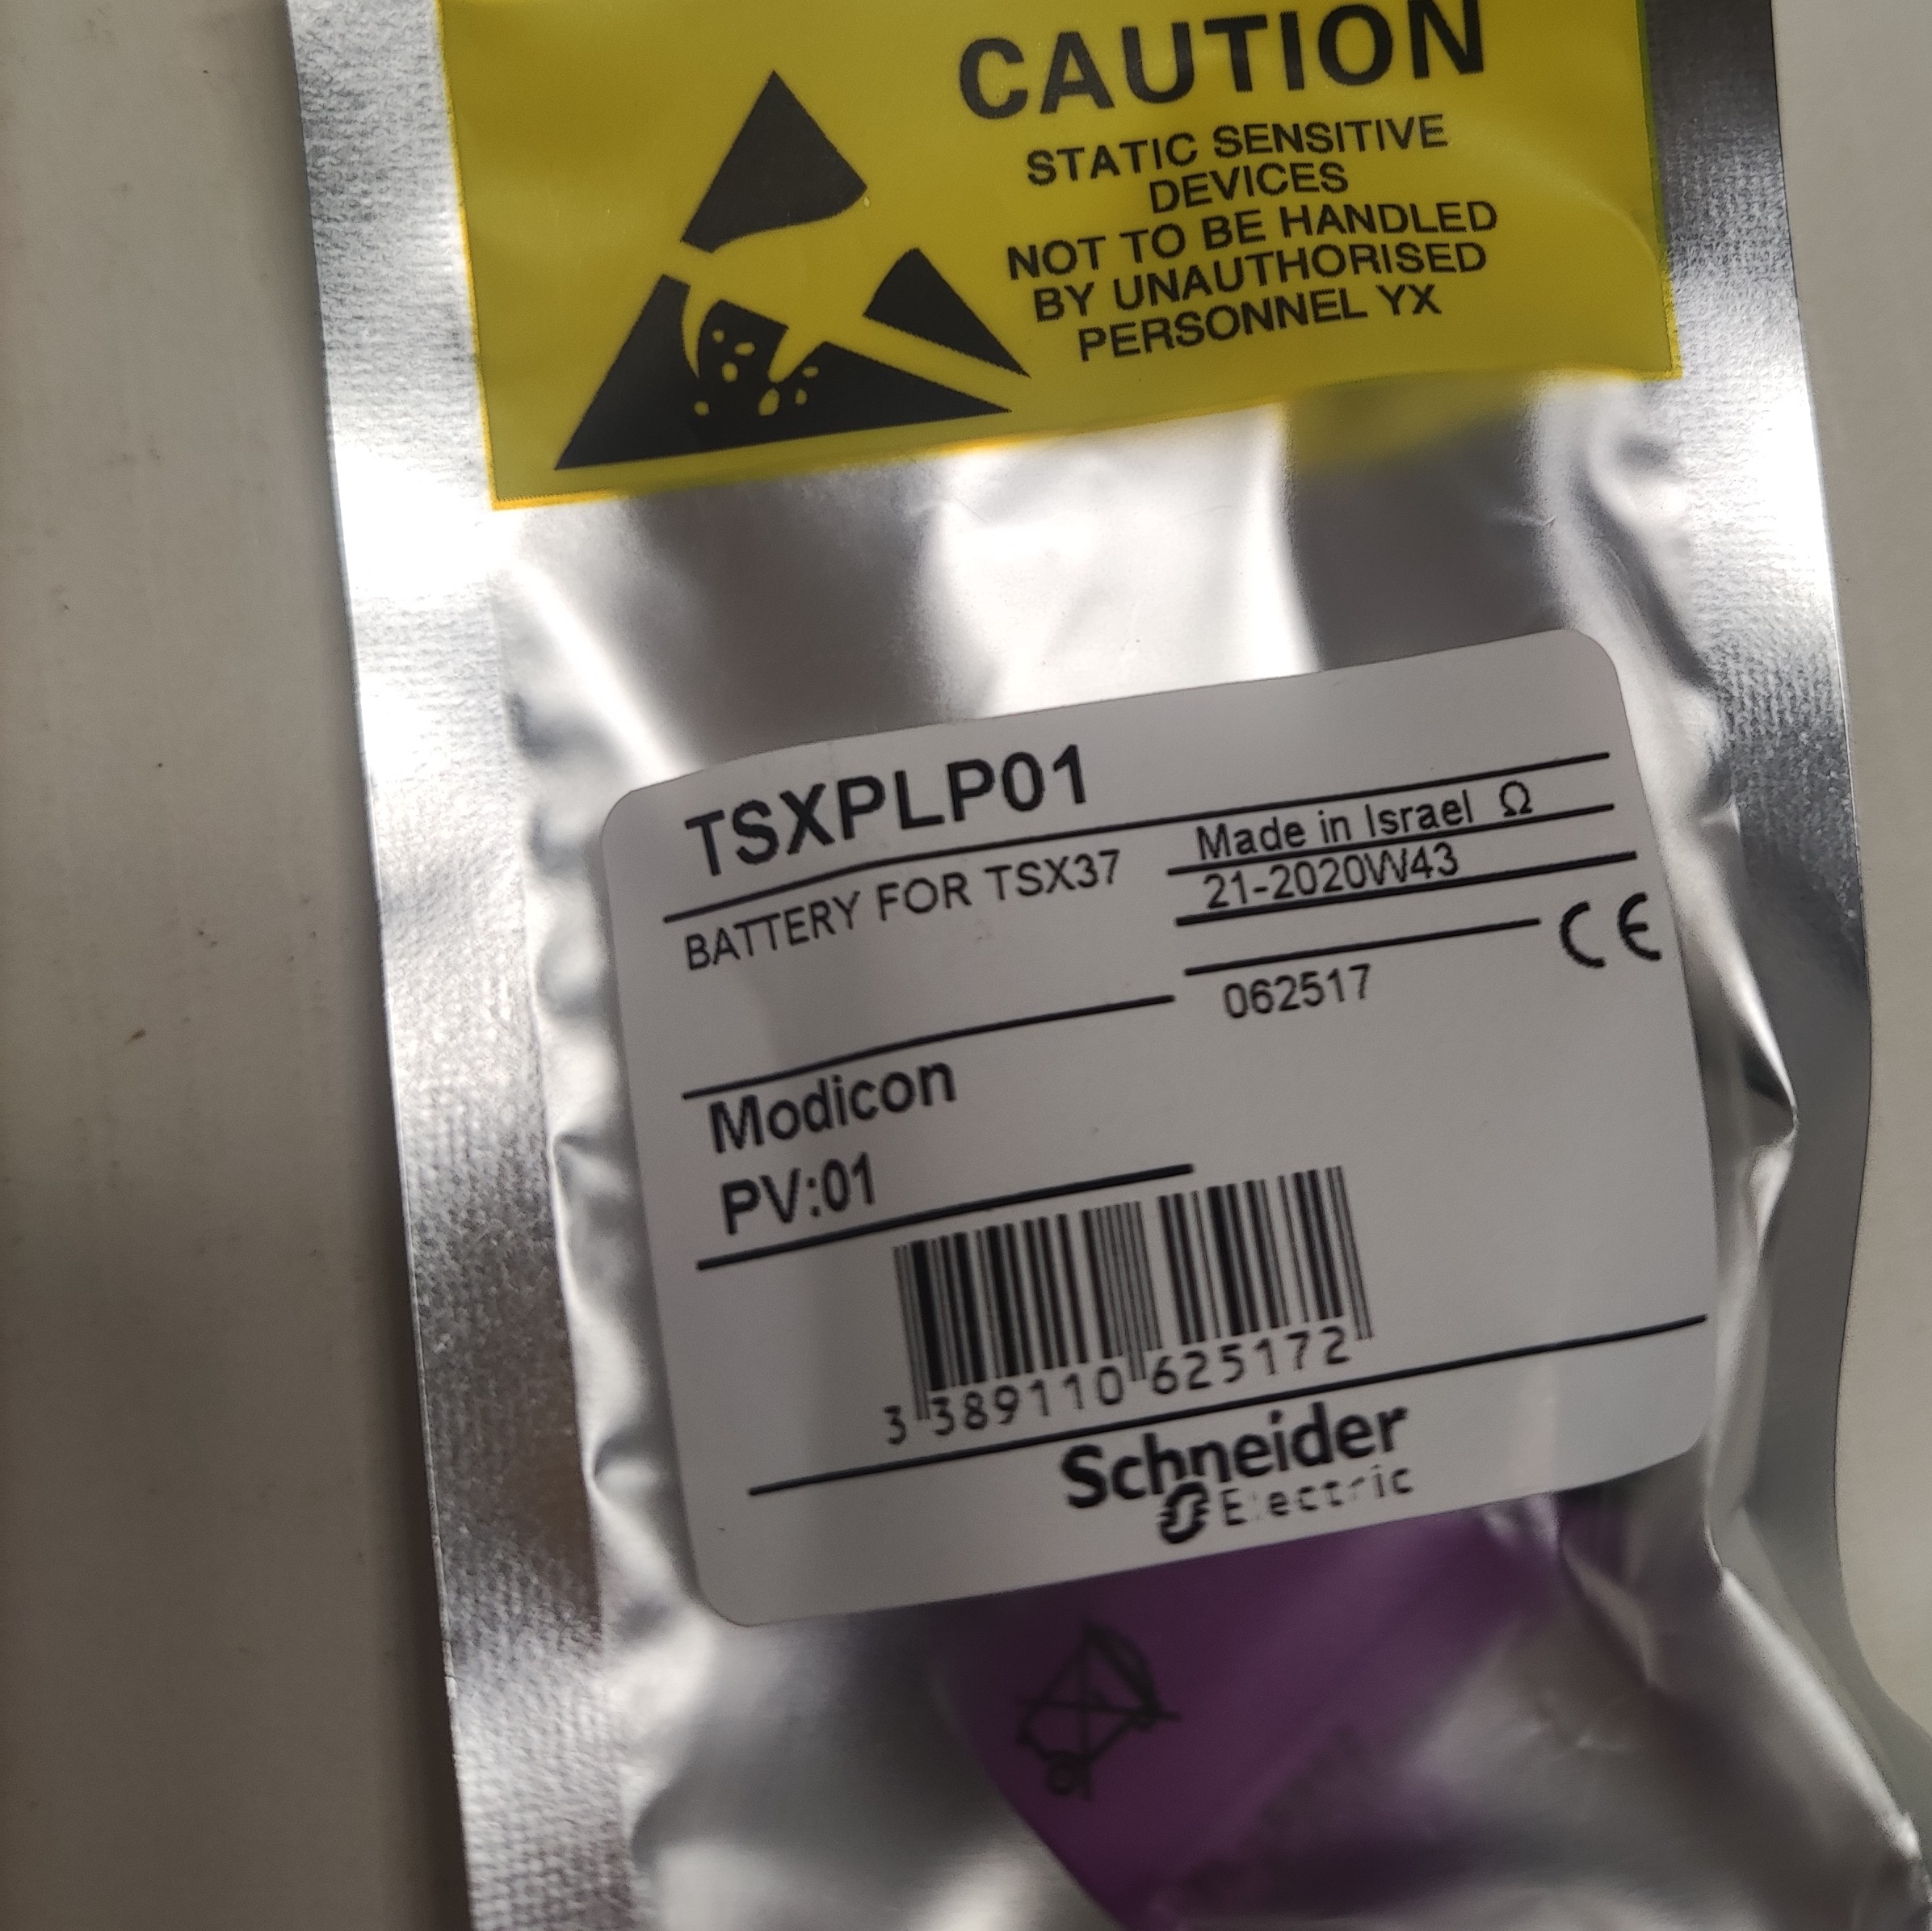 CAUTION
STATIC SENSITIVE
DEVICES
NOT TO BE HANDLED
BY UNAUTHORISED
PERSONNEL YX
TSXPLP01
Made in Israel Ω
BATTERY FOR TSX37
21-2020W43
CE
062517
Modicon
PV:01
3 389110 625172
Schneider
Electric